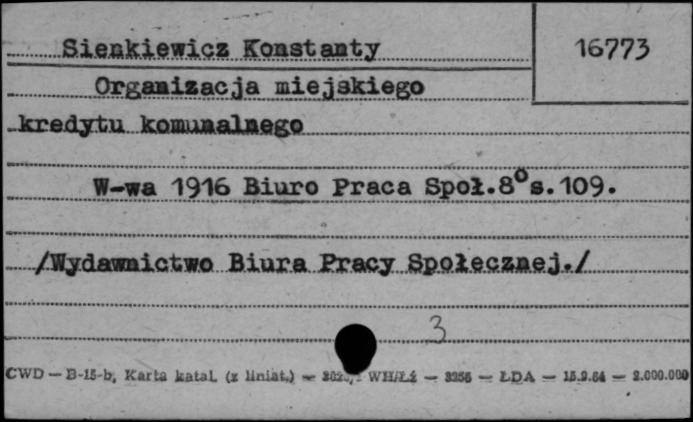 Sienkiewicz Konstanty
16773
Organizacja miejskiego
kredytu komunalnego
W-wa 1916 Biuro Praca Społ.8° s.109.
/Wydawnictwo Biura Pracy Społecznej./
3
CWD — B-15-b, Karta katal. (z liniat.) — WH/Łź — 3356 — ŁDA — 15.9.64 — 2.000.000